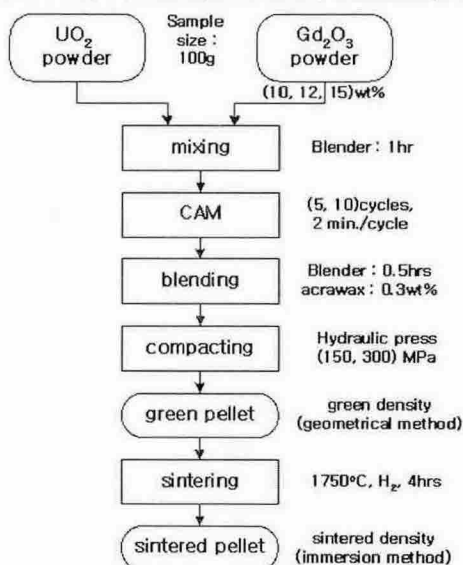 UO₂
powder
Sample
size :
100g
Gd₂O₃
powder
(10, 12, 15)wt%
mixing
Blender : 1hr
CAM
(5, 10)cycles,
2 min./cycle
blending
Blender : 0.5hrs
acrawax : 0.3wt%
compacting
Hydraulic press
(150, 300) MPa
green pellet
green density
(geometrical method)
sintering
1750°C, H₂, 4hrs
sintered pellet
sintered density
(immersion method)